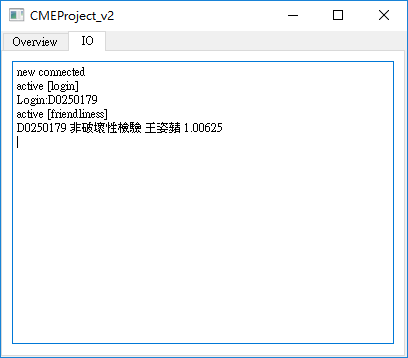 CMEProject_v2
Overview
IO
new connected
active [login]
Login:D0250179
active [friendliness]
D0250179 非破壞性檢驗 王姿 1.00625